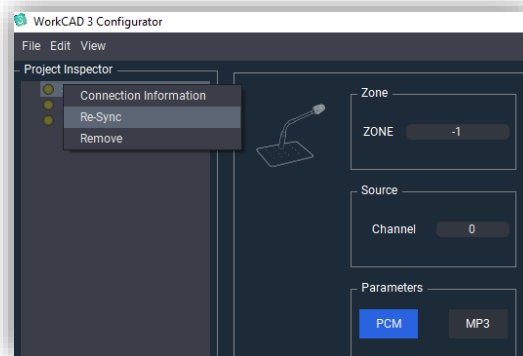 WorkCAD 3 Configurator
File Edit View
Project Inspector
Connection Information
Re-Sync
Remove
Zone
ZONE -1
Source
Channel 0
Parameters
PCM MP3